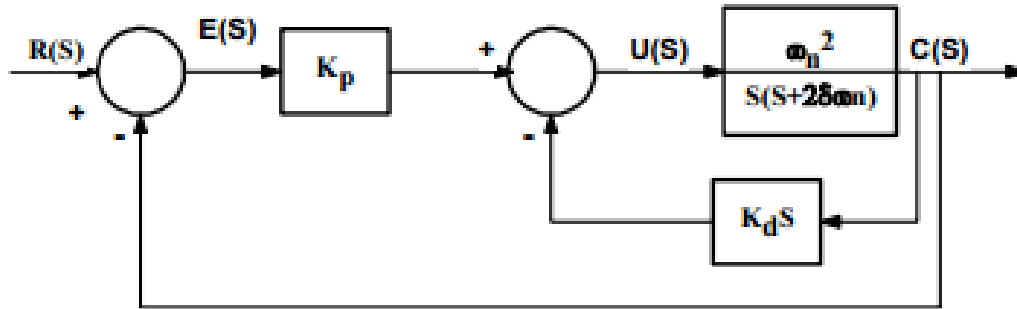 R(S)
+
-
E(S)
Kp
+
-
U(S)
ωn²
S(S+2δωn)
C(S)
KdS